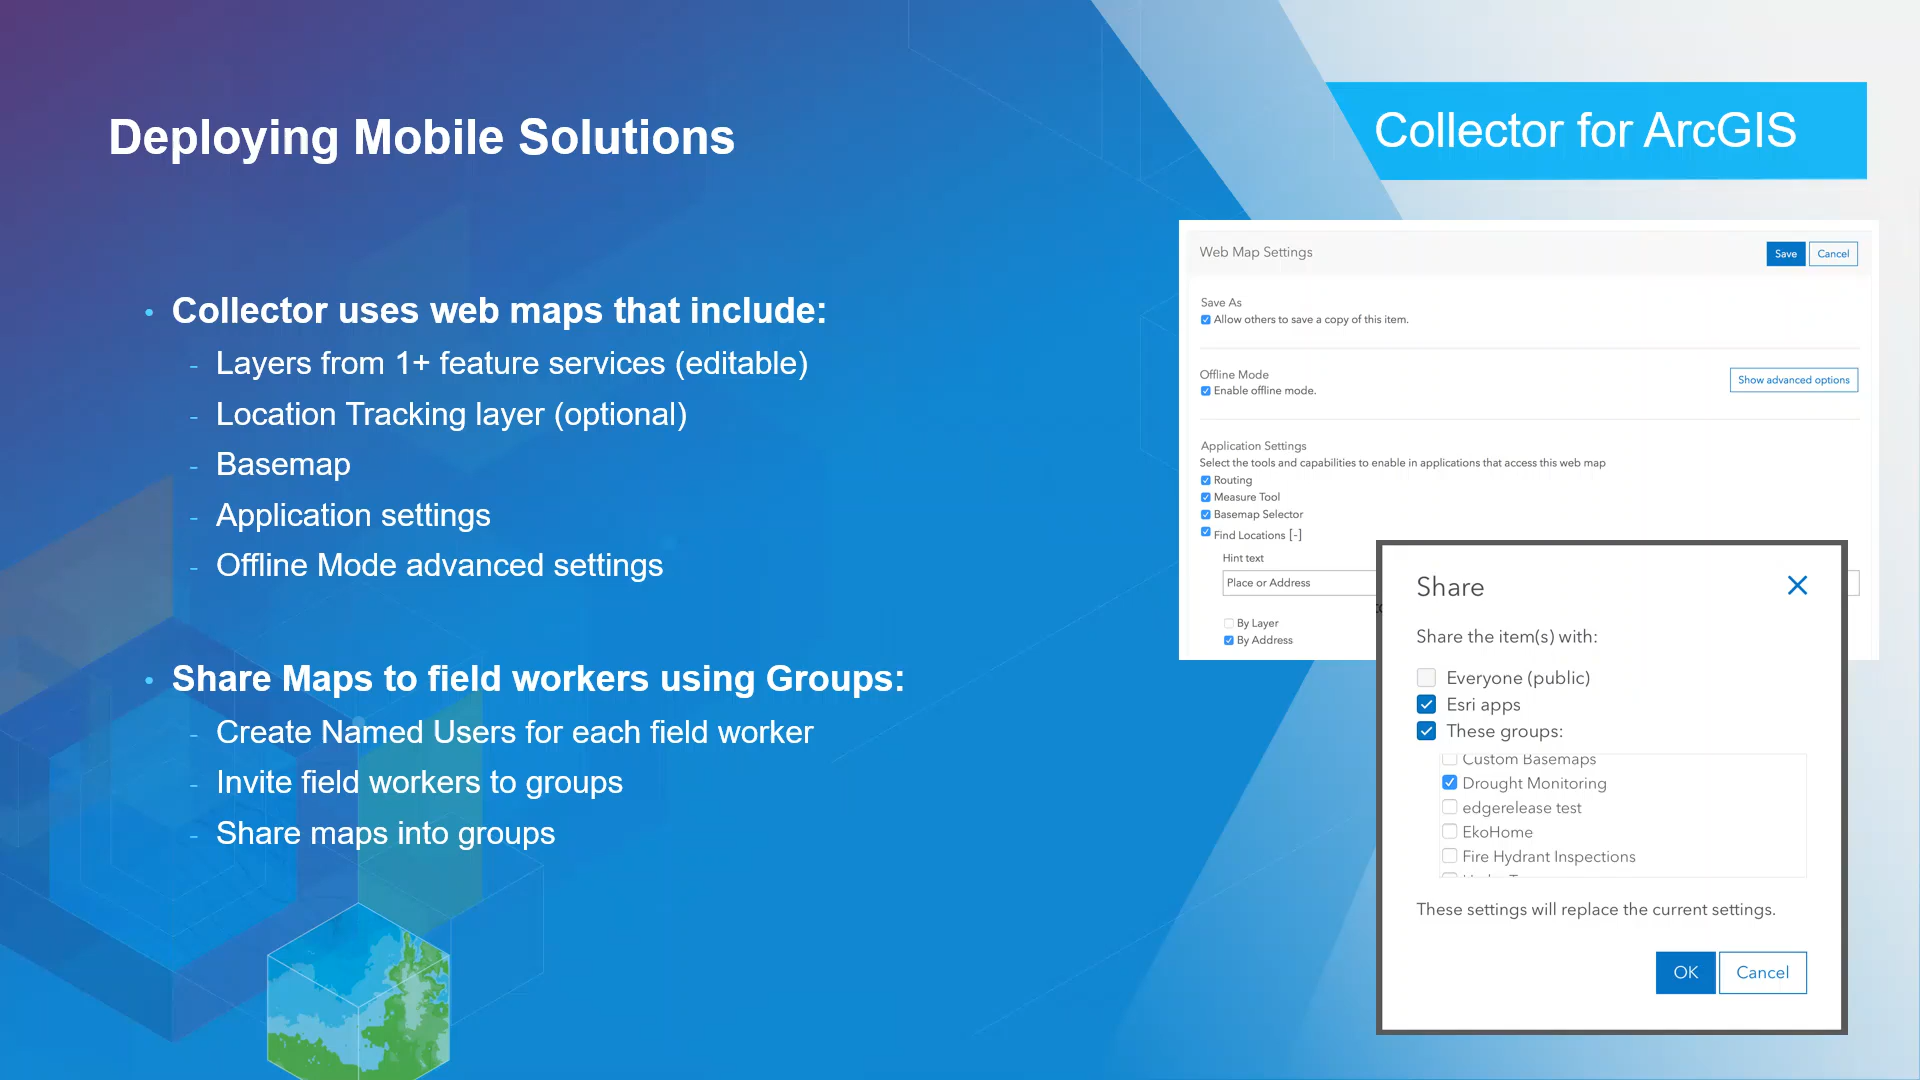 Deploying Mobile Solutions
Collector for ArcGIS
• Collector uses web maps that include:
- Layers from 1+ feature services (editable)
- Location Tracking layer (optional)
- Basemap
- Application settings
- Offline Mode advanced settings
• Share Maps to field workers using Groups:
- Create Named Users for each field worker
- Invite field workers to groups
- Share maps into groups
Web Map Settings
Save Cancel
Save As
Allow others to save a copy of this item.
Offline Mode
Enable offline mode.
Show advanced options
Application Settings
Select the tools and capabilities to enable in applications that access this web map
Routing
Measure Tool
Basemap Selector
Find Locations [-]
Hint text
Place or Address
By Layer
By Address
Share
Share the item(s) with:
Everyone (public)
Esri apps
These groups:
Custom Basemaps
Drought Monitoring
edgerelease test
EkoHome
Fire Hydrant Inspections
These settings will replace the current settings.
OK Cancel